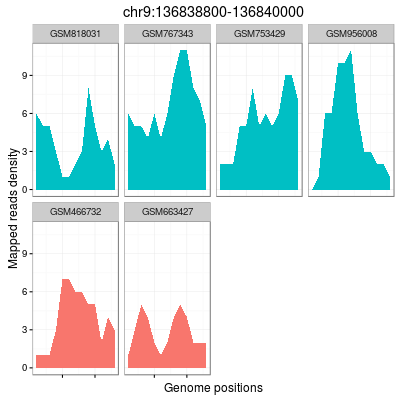 chr9:136838800-136840000
GSM818031 GSM767343 GSM753429 GSM956008
9
6
3
0
Mapped reads density
GSM466732 GSM663427
9
6
3
0
Genome positions